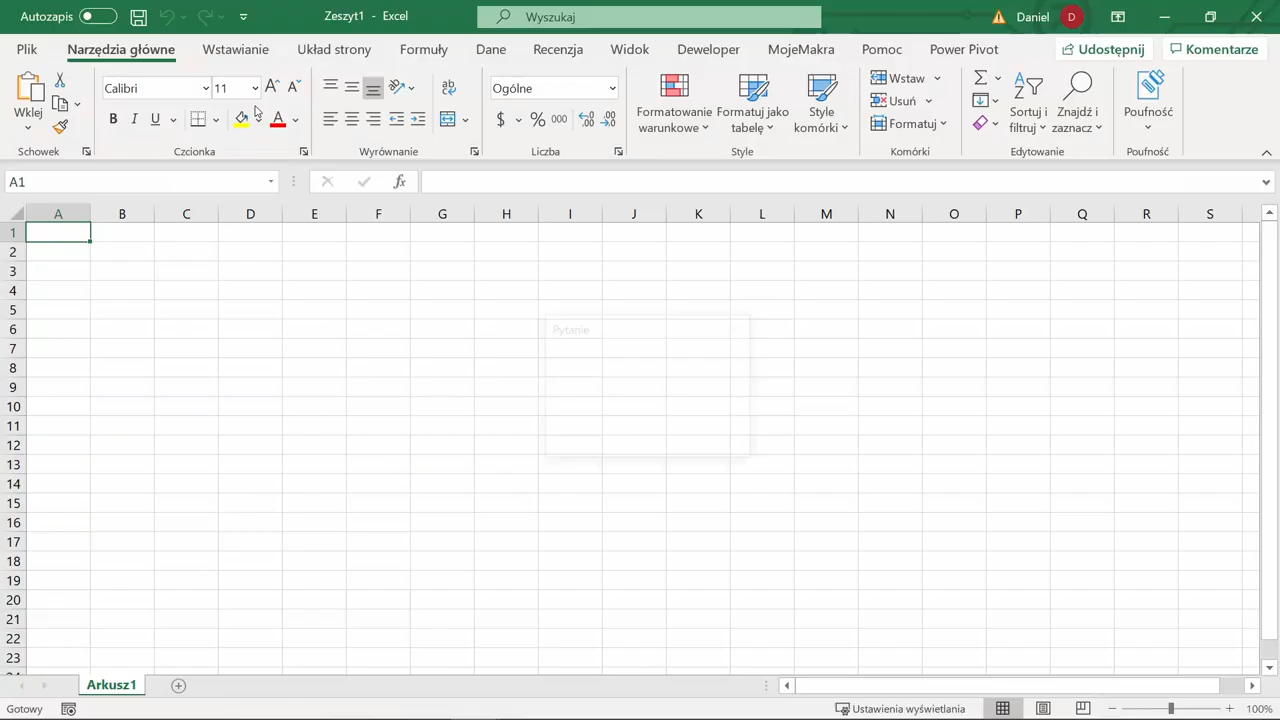 Autozapis
Zeszyt1 - Excel
Wyszukaj
Daniel
D
Plik
Narzędzia główne
Wstawianie
Układ strony
Formuły
Dane
Recenzja
Widok
Deweloper
MojeMakra
Pomoc
Power Pivot
Udostępnij
Komentarze
Wklej
Calibri
11
B I U
A
Schowek
Czcionka
Wyrównanie
Ogólne
$ % 000
Liczba
Formatowanie warunkowe
Formatuj jako tabelę
Style komórki
Style
Wstaw
Usuń
Formatuj
Komórki
Sortuj i filtruj
Znajdź i zaznacz
Edytowanie
Poufność
Poufność
A1
fx
A B C D E F G H I J K L M N O P Q R S
1
2
3
4
5
6
Pytanie
7
8
9
10
11
12
13
14
15
16
17
18
19
20
21
22
23
Arkusz1
Gotowy
Ustawienia wyświetlania
100%